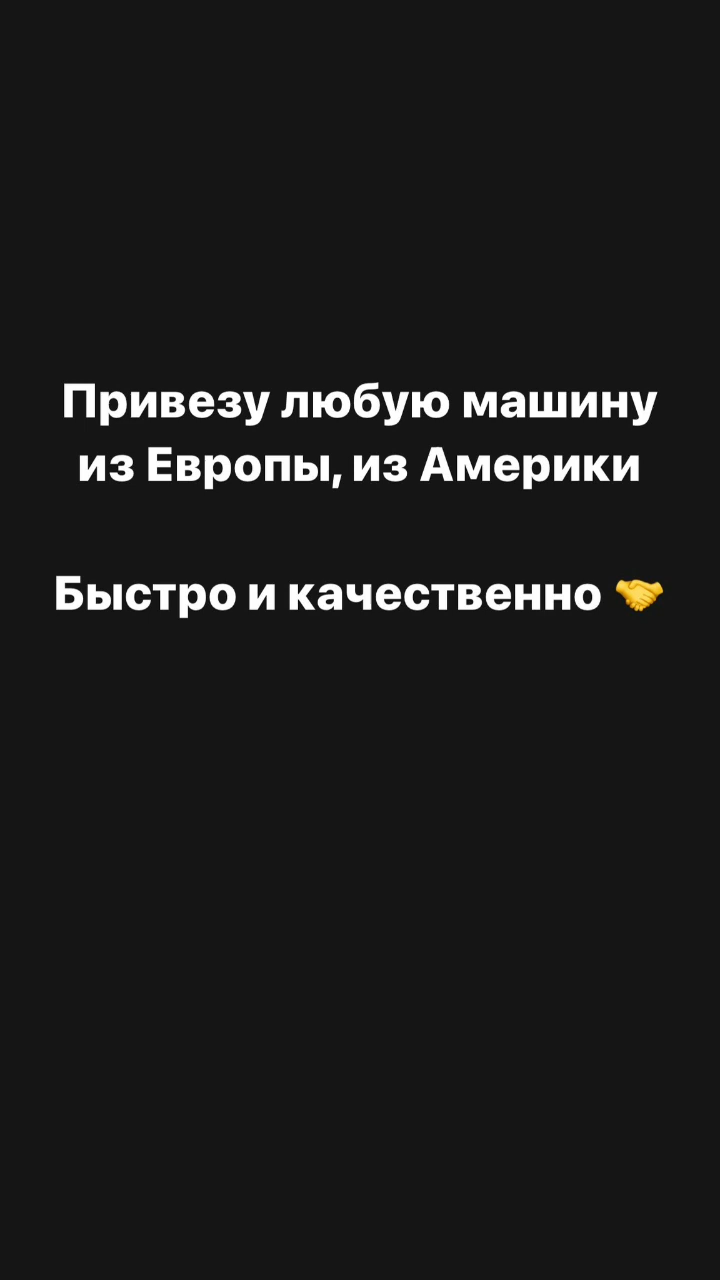 Привезу любую машину
из Европы, из Америки
Быстро и качественно 🤝